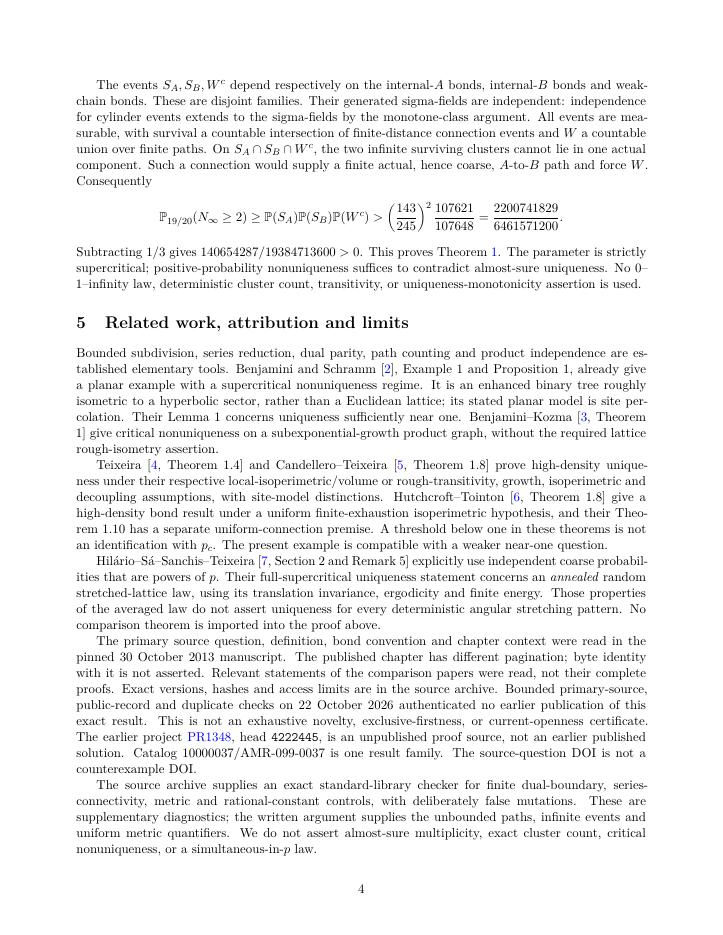 The events S_A, S_B, W^c depend respectively on the internal-A bonds, internal-B bonds and weak-
chain bonds. These are disjoint families. Their generated sigma-fields are independent: independence
for cylinder events extends to the sigma-fields by the monotone-class argument. All events are mea-
surable, with survival a countable intersection of finite-distance connection events and W a countable
union over finite paths. On S_A ∩ S_B ∩ W^c, the two infinite surviving clusters cannot lie in one actual
component. Such a connection would supply a finite actual, hence coarse, A-to-B path and force W.
Consequently
ℙ_{19/20}(N_∞ ≥ 2) ≥ ℙ(S_A)ℙ(S_B)ℙ(W^c) > (143/245)^2 107621/107648 = 2200741829/6461571200.
Subtracting 1/3 gives 140654287/19384713600 > 0. This proves Theorem 1. The parameter is strictly
supercritical; positive-probability nonuniqueness suffices to contradict almost-sure uniqueness. No 0–
1–infinity law, deterministic cluster count, transitivity, or uniqueness-monotonicity assertion is used.
5 Related work, attribution and limits
Bounded subdivision, series reduction, dual parity, path counting and product independence are es-
tablished elementary tools. Benjamini and Schramm [2], Example 1 and Proposition 1, already give
a planar example with a supercritical nonuniqueness regime. It is an enhanced binary tree roughly
isometric to a hyperbolic sector, rather than a Euclidean lattice; its stated planar model is site per-
colation. Their Lemma 1 concerns uniqueness sufficiently near one. Benjamini–Kozma [3, Theorem
1] give critical nonuniqueness on a subexponential-growth product graph, without the required lattice
rough-isometry assertion.
Teixeira [4, Theorem 1.4] and Candellero–Teixeira [5, Theorem 1.8] prove high-density unique-
ness under their respective local-isoperimetric/volume or rough-transitivity, growth, isoperimetric and
decoupling assumptions, with site-model distinctions. Hutchcroft–Tointon [6, Theorem 1.8] give a
high-density bond result under a uniform finite-exhaustion isoperimetric hypothesis, and their Theo-
rem 1.10 has a separate uniform-connection premise. A threshold below one in these theorems is not
an identification with p_c. The present example is compatible with a weaker near-one question.
Hilário–Sá–Sanchis–Teixeira [7, Section 2 and Remark 5] explicitly use independent coarse probabil-
ities that are powers of p. Their full-supercritical uniqueness statement concerns an annealed random
stretched-lattice law, using its translation invariance, ergodicity and finite energy. Those properties
of the averaged law do not assert uniqueness for every deterministic angular stretching pattern. No
comparison theorem is imported into the proof above.
The primary source question, definition, bond convention and chapter context were read in the
pinned 30 October 2013 manuscript. The published chapter has different pagination; byte identity
with it is not asserted. Relevant statements of the comparison papers were read, not their complete
proofs. Exact versions, hashes and access limits are in the source archive. Bounded primary-source,
public-record and duplicate checks on 22 October 2026 authenticated no earlier publication of this
exact result. This is not an exhaustive novelty, exclusive-firstness, or current-openness certificate.
The earlier project PR1348, head 4222445, is an unpublished proof source, not an earlier published
solution. Catalog 10000037/AMR-099-0037 is one result family. The source-question DOI is not a
counterexample DOI.
The source archive supplies an exact standard-library checker for finite dual-boundary, series-
connectivity, metric and rational-constant controls, with deliberately false mutations. These are
supplementary diagnostics; the written argument supplies the unbounded paths, infinite events and
uniform metric quantifiers. We do not assert almost-sure multiplicity, exact cluster count, critical
nonuniqueness, or a simultaneous-in-p law.
4